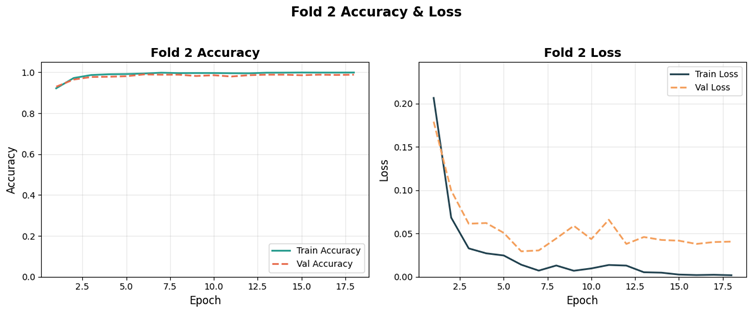 Fold 2 Accuracy & Loss
Fold 2 Accuracy
1.0
0.8
0.6
0.4
0.2
0.0
Accuracy
2.5 5.0 7.5 10.0 12.5 15.0 17.5
Epoch
Train Accuracy
Val Accuracy
Fold 2 Loss
0.20
0.15
0.10
0.05
0.00
Loss
2.5 5.0 7.5 10.0 12.5 15.0 17.5
Epoch
Train Loss
Val Loss